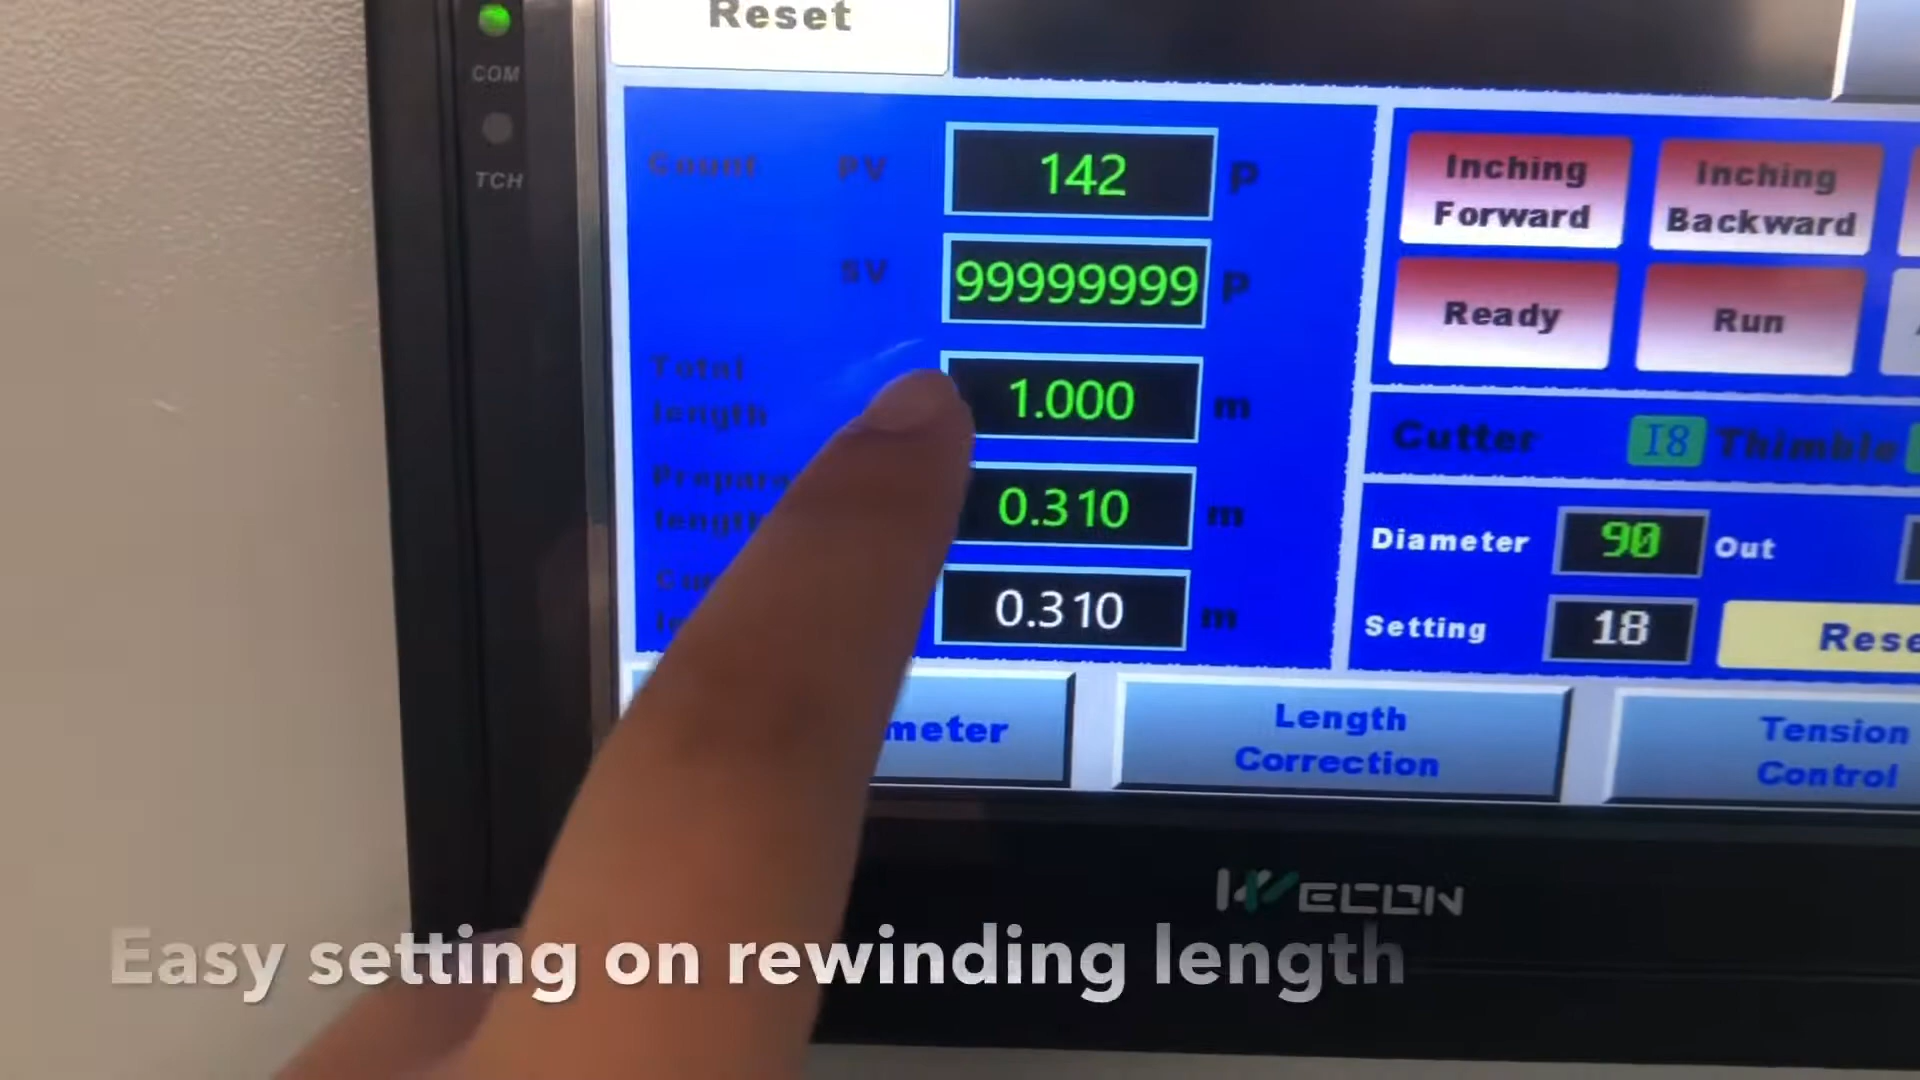 Reset
COM
TCH
Count PV 142 P
SV 99999999 P
Total
length 1.000 m
0.310 m
0.310 m
Inching
Forward
Inching
Backward
Ready
Run
Cutter I8 Thimble
Diameter 90 Out
Setting 18
meter
Length
Correction
Tension
Control
WECON
Easy setting on rewinding length